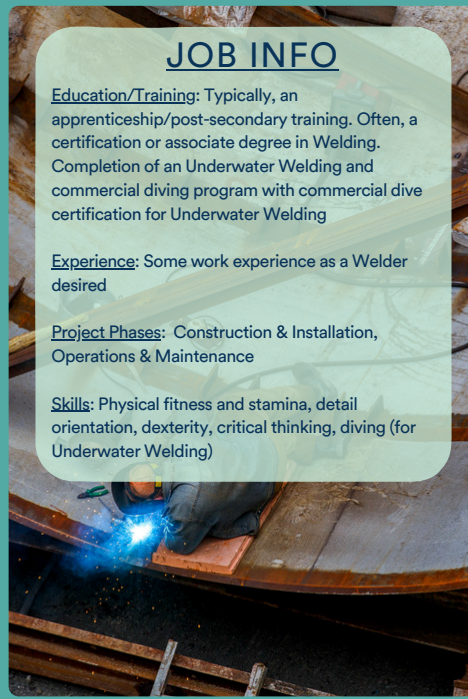 JOB INFO
Education/Training: Typically, an
apprenticeship/post-secondary training. Often, a
certification or associate degree in Welding.
Completion of an Underwater Welding and
commercial diving program with commercial dive
certification for Underwater Welding
Experience: Some work experience as a Welder
desired
Project Phases: Construction & Installation,
Operations & Maintenance
Skills: Physical fitness and stamina, detail
orientation, dexterity, critical thinking, diving (for
Underwater Welding)